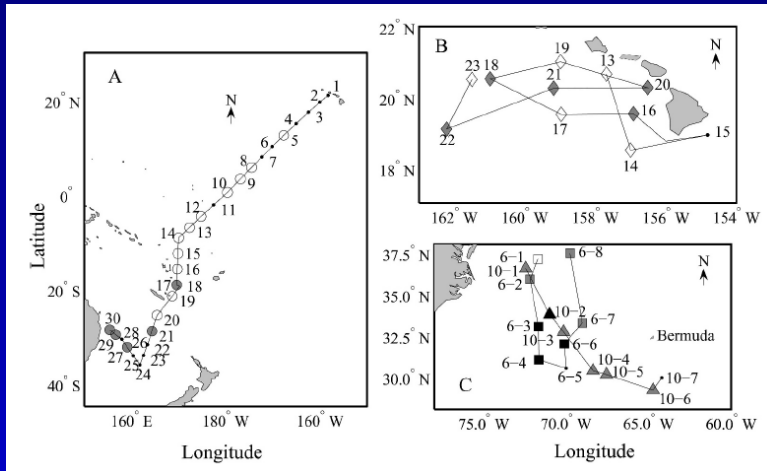 A
N
1
2
3
4
5
6
7
8
9
10
11
12
13
14
15
16
17
18
19
20
21
22
23
24
25
26
27
28
29
30
20° N
0°
20° S
40° S
Latitude
160° E
180° W
160° W
Longitude
B
N
23
18
19
13
21
20
16
22
17
14
15
22° N
20° N
18° N
162° W
160° W
158° W
156° W
154° W
C
N
6−1
10−1
6−2
6−8
10−2
6−7
6−3
10−3
6−6
6−4
6−5
10−4
10−5
10−7
10−6
Bermuda
37.5° N
35.0° N
32.5° N
30.0° N
75.0° W
70.0° W
65.0° W
60.0° W
Longitude